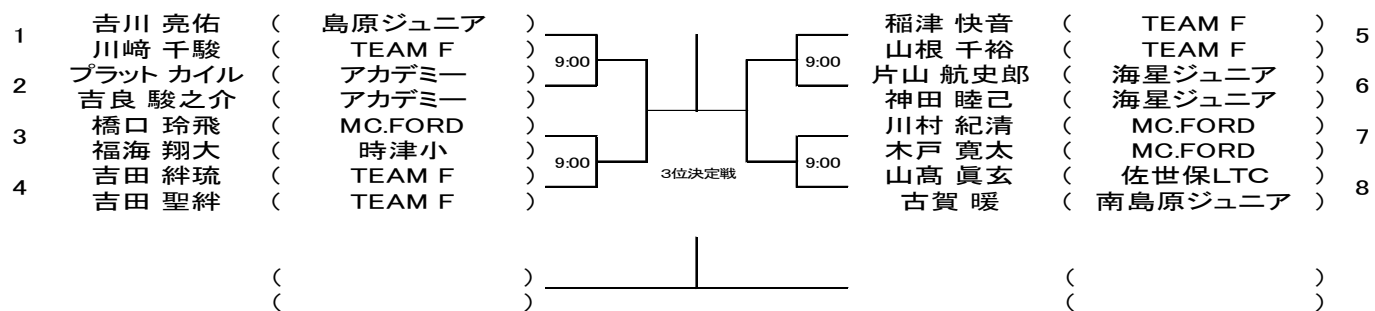 1 吉川 亮佑 ( 島原ジュニア )
川﨑 千駿 ( TEAM F )
2 プラット カイル ( アカデミー )
吉良 駿之介 ( アカデミー )
3 橋口 玲飛 ( MC.FORD )
福海 翔大 ( 時津小 )
4 吉田 絆琉 ( TEAM F )
吉田 聖絆 ( TEAM F )
9:00
9:00
9:00
9:00
3位決定戦
稲津 快音 ( TEAM F ) 5
山根 千裕 ( TEAM F )
片山 航史郎 ( 海星ジュニア ) 6
神田 睦己 ( 海星ジュニア )
川村 紀清 ( MC.FORD ) 7
木戸 寛太 ( MC.FORD )
山髙 眞玄 ( 佐世保LTC ) 8
古賀 暖 ( 南島原ジュニア )
( ) ( )
( ) ( )